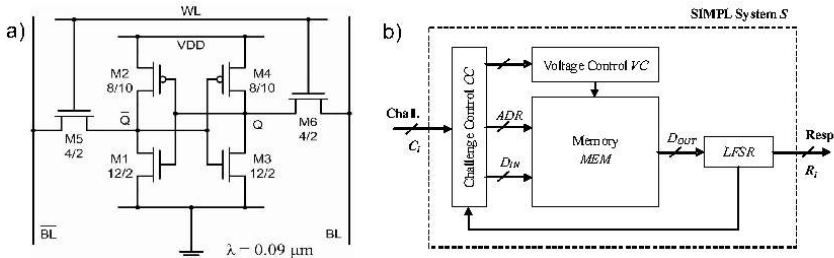 a)
WL
VDD
M2
8/10
M4
8/10
Q
Q
M5
4/2
M6
4/2
M1
12/2
M3
12/2
BL
λ = 0.09 μm
BL
b)
SIMPL System S
Challenge Control CC
Voltage Control VC
Chall.
Ci
ADR
DIN
Memory
MEM
DOUT
LFSR
Resp
Ri